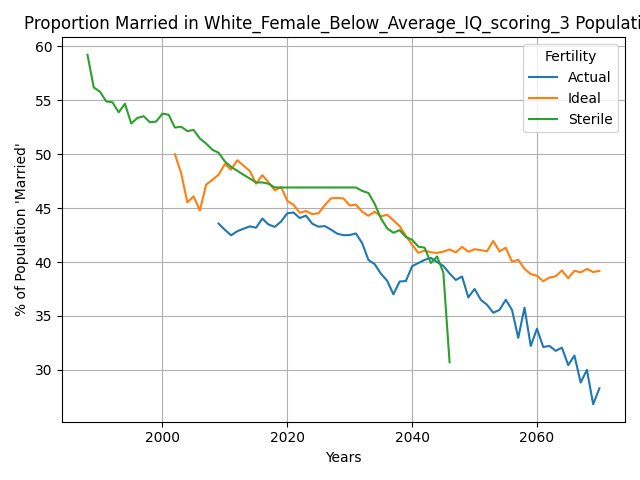 Proportion Married in White_Female_Below_Average_IQ_scoring_3 Populati
Fertility
Actual
Ideal
Sterile
60
55
50
45
40
35
30
% of Population 'Married'
2000
2020
2040
2060
Years